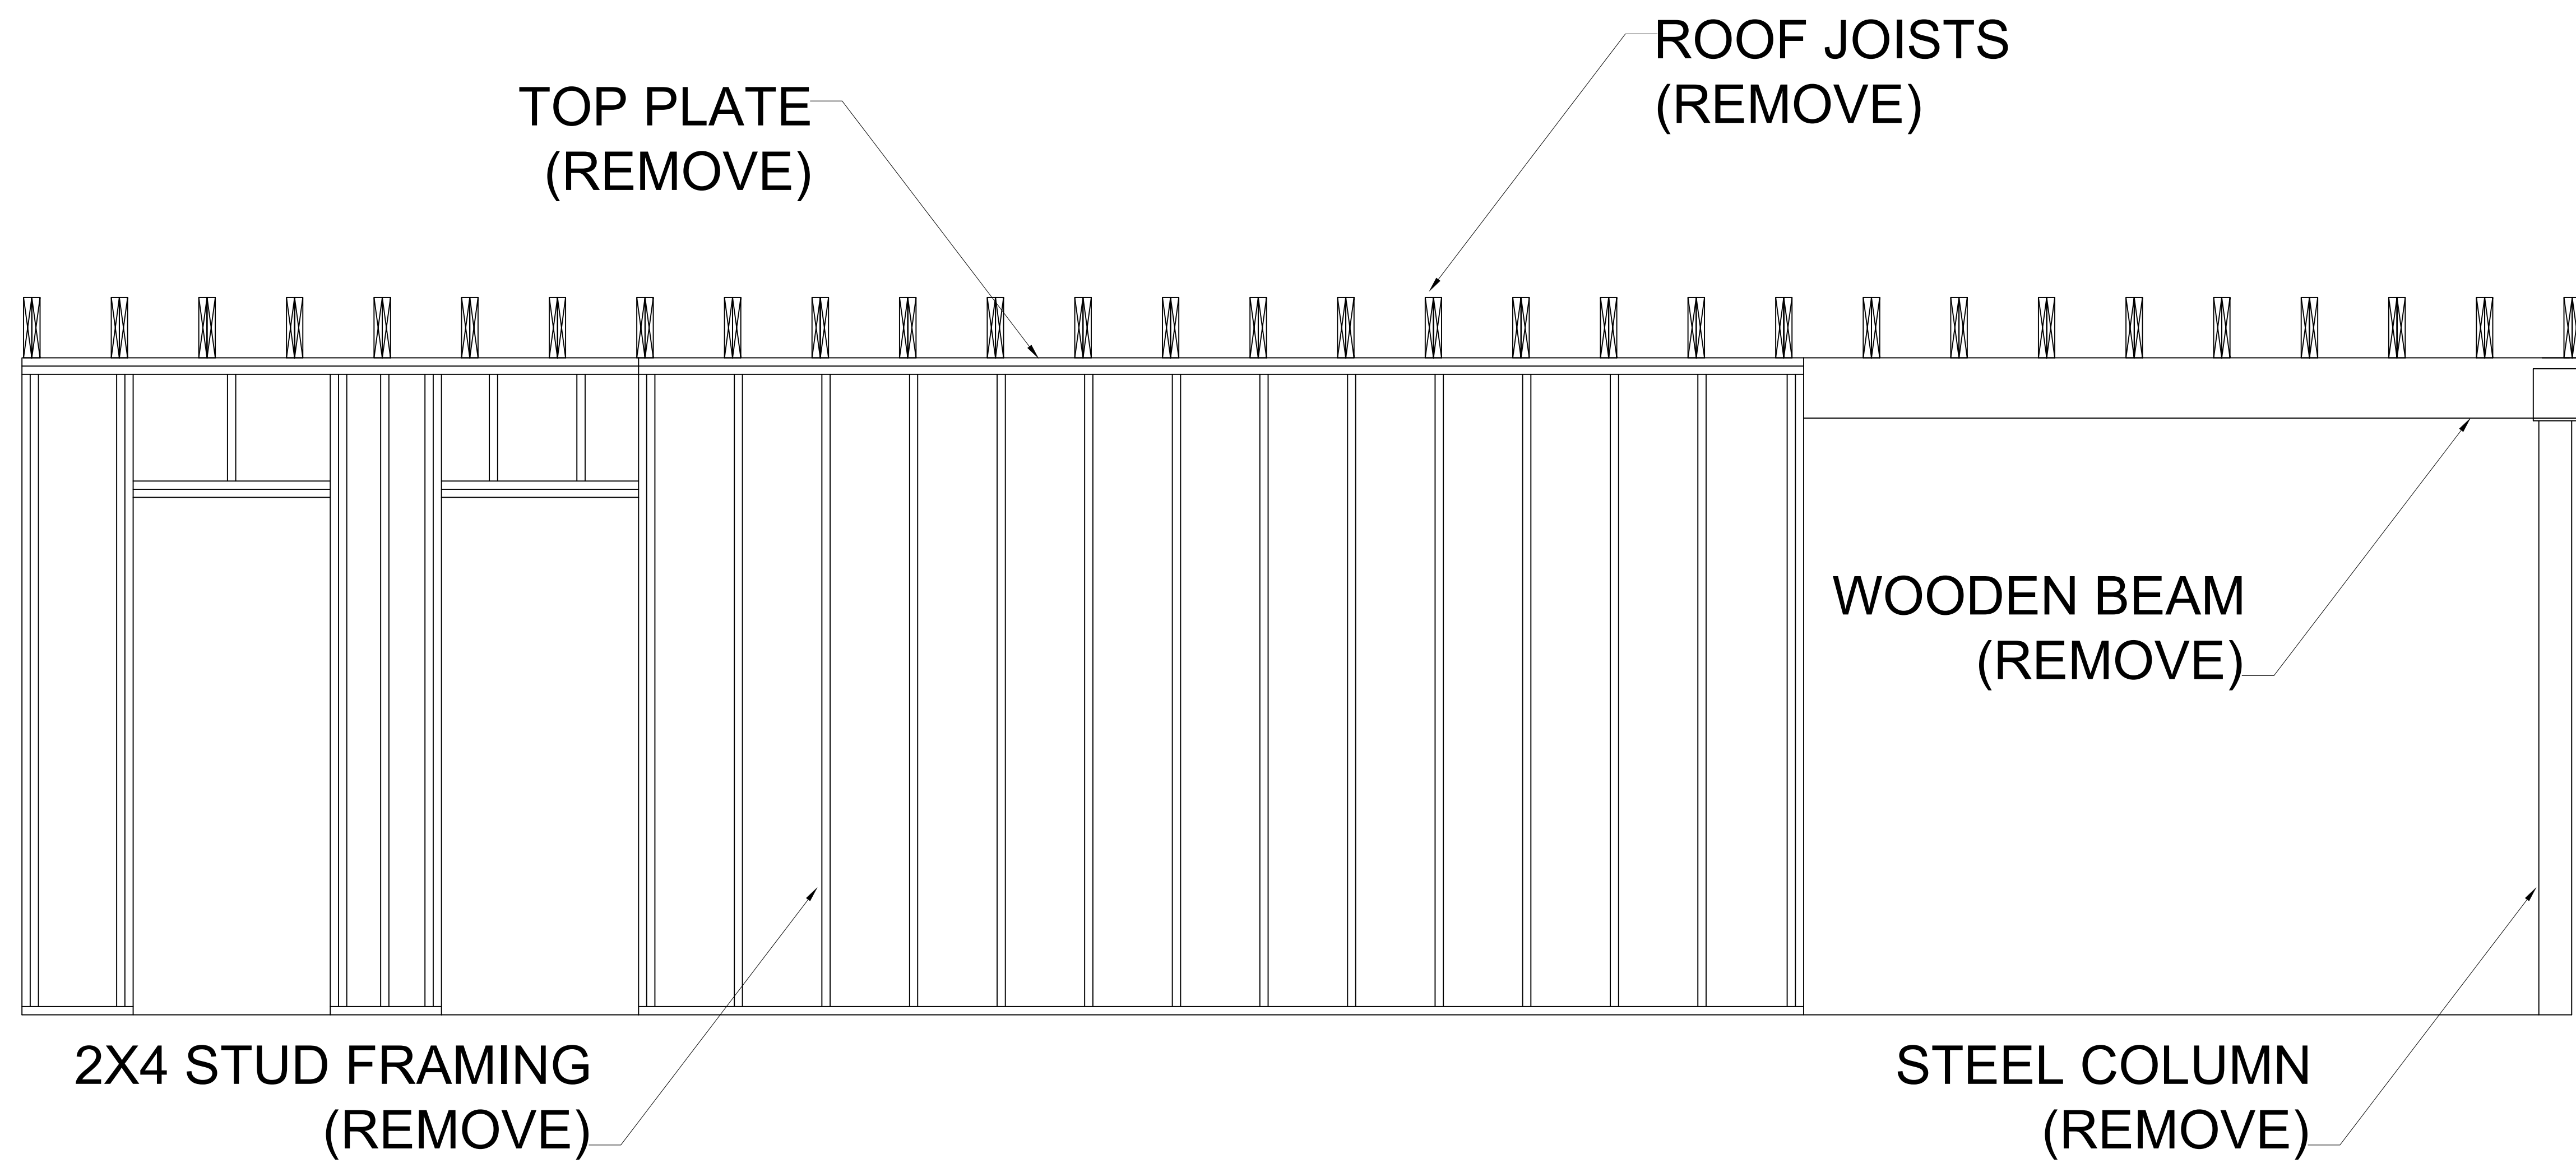 ROOF JOISTS
(REMOVE)
TOP PLATE
(REMOVE)
WOODEN BEAM
(REMOVE)
2X4 STUD FRAMING
(REMOVE)
STEEL COLUMN
(REMOVE)